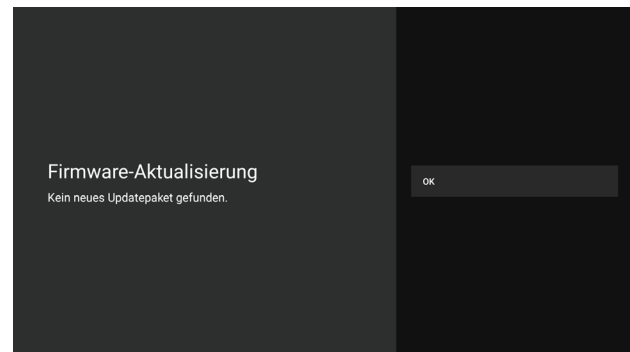 Firmware-Aktualisierung
Kein neues Updatepaket gefunden.
OK